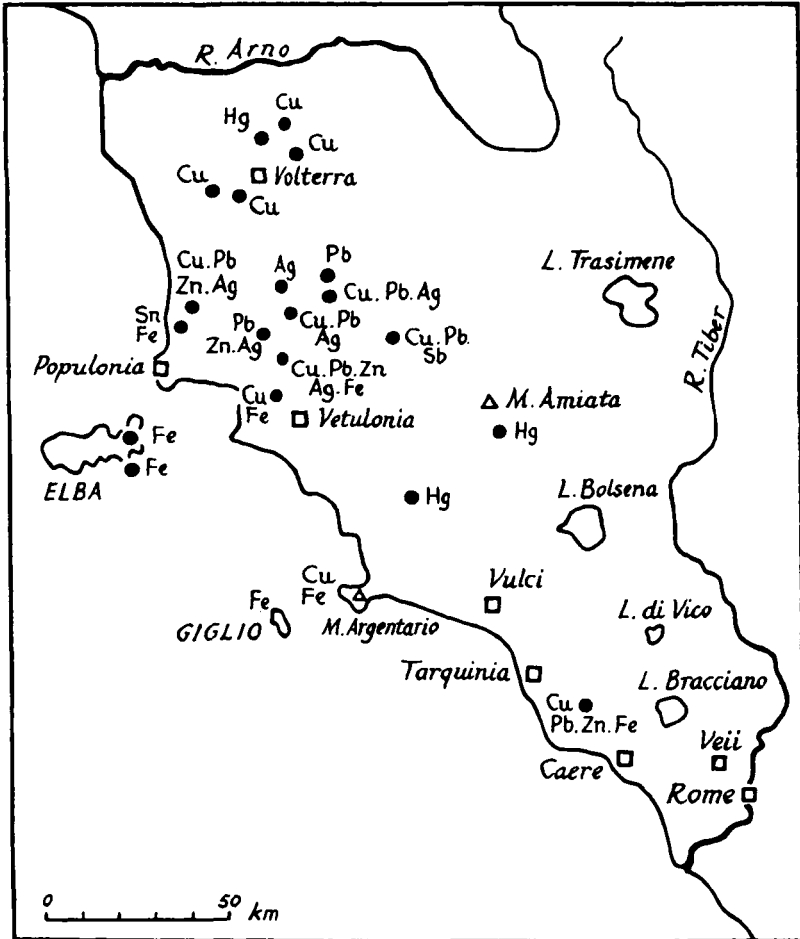 R. Arno
Cu
Hg
Cu
Volterra
Cu
Cu
Cu.Pb
Zn.Ag
Ag
Pb
Cu.Pb.Ag
L. Trasimene
Sn
Fe
Pb
Zn.Ag
Cu.Pb
Ag
Cu.Pb.
Sb
R. Tiber
Populonia
Cu.Pb.Zn
Ag.Fe
Cu
Fe
Vetulonia
M. Amiata
Hg
Fe
Fe
ELBA
Hg
L. Bolsena
Cu
Fe
M. Argentario
Fe
GIGLIO
Vulci
L. di Vico
Tarquinia
L. Bracciano
Cu
Pb.Zn.Fe
Veii
Caere
Rome
0 50
km